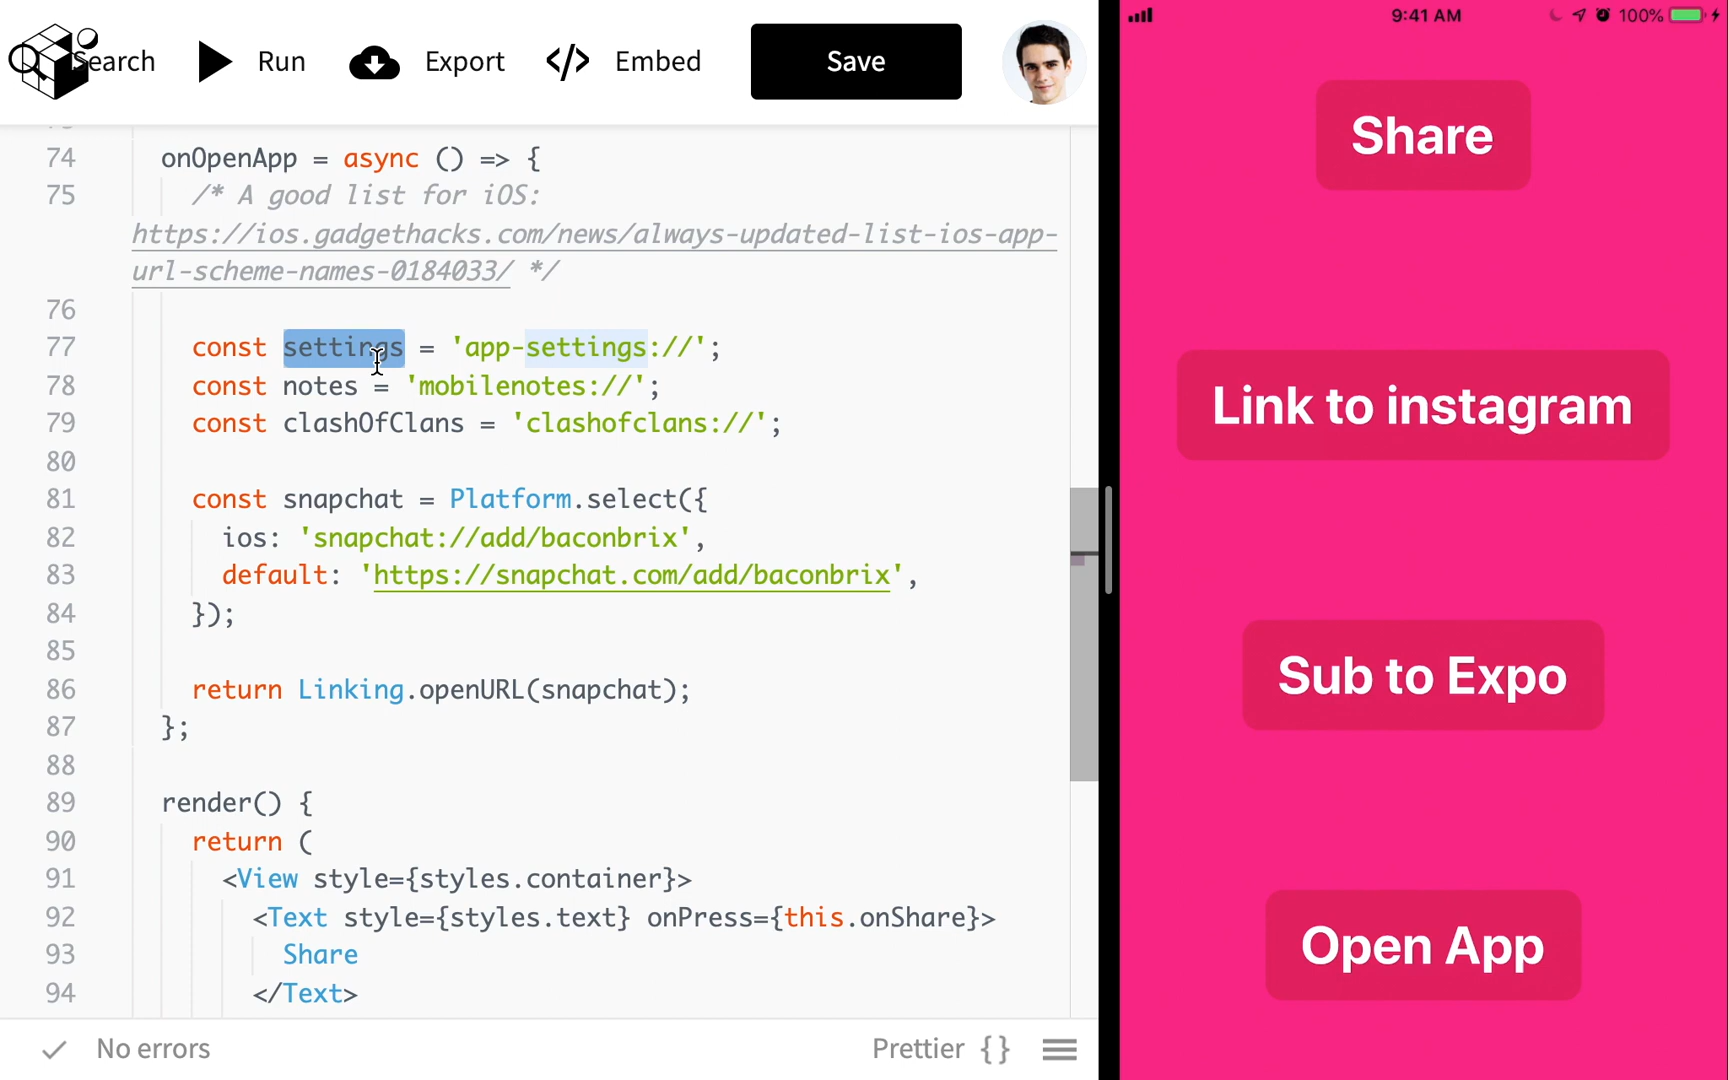 Search
Run
Export
Embed
Save
74 onOpenApp = async () => {
75 /* A good list for iOS:
https://ios.gadgethacks.com/news/always-updated-list-ios-app-
url-scheme-names-0184033/ */
76
77 const settings = 'app-settings://';
78 const notes = 'mobilenotes://';
79 const clashOfClans = 'clashofclans://';
80
81 const snapchat = Platform.select({
82 ios: 'snapchat://add/baconbrix',
83 default: 'https://snapchat.com/add/baconbrix',
84 });
85
86 return Linking.openURL(snapchat);
87 };
88
89 render() {
90 return (
91 <View style={styles.container}>
92 <Text style={styles.text} onPress={this.onShare}>
93 Share
94 </Text>
No errors
Prettier {}
9:41 AM
100%
Share
Link to instagram
Sub to Expo
Open App